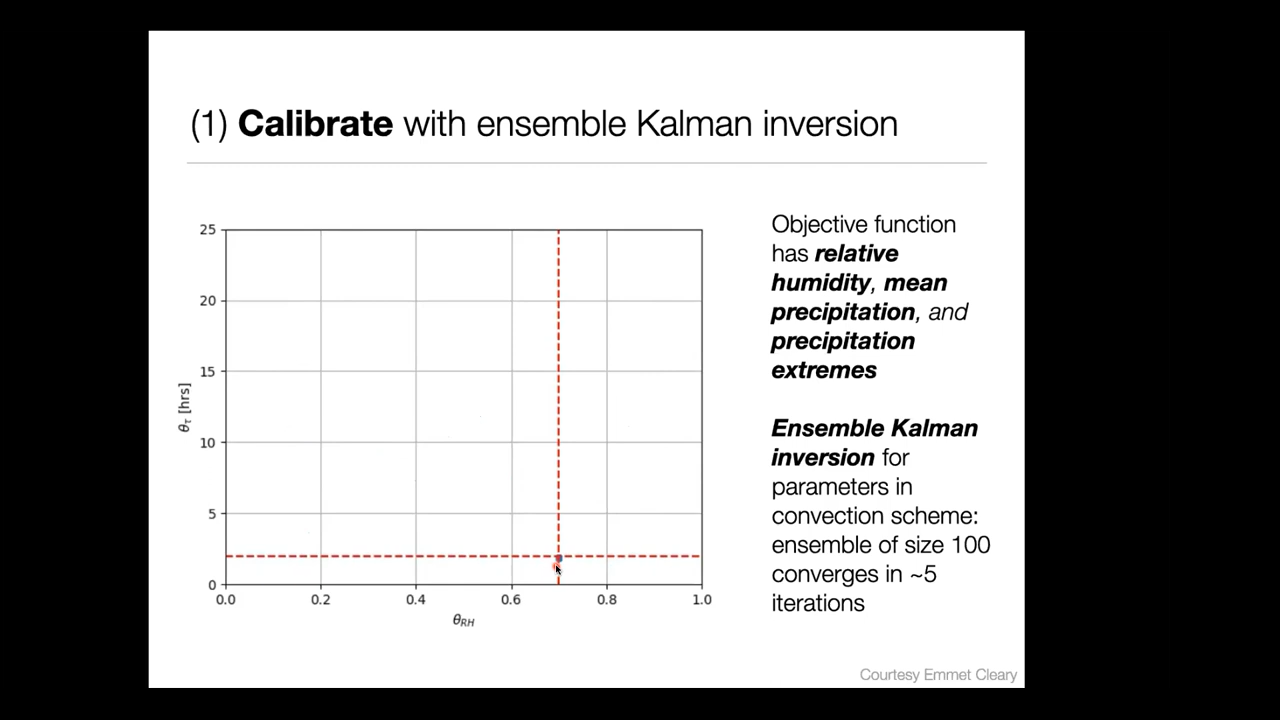 (1) Calibrate with ensemble Kalman inversion
25
20
15
10
5
0
θτ [hrs]
0.0 0.2 0.4 0.6 0.8 1.0
θRH
Objective function
has relative
humidity, mean
precipitation, and
precipitation
extremes
Ensemble Kalman
inversion for
parameters in
convection scheme:
ensemble of size 100
converges in ~5
iterations
Courtesy Emmet Cleary